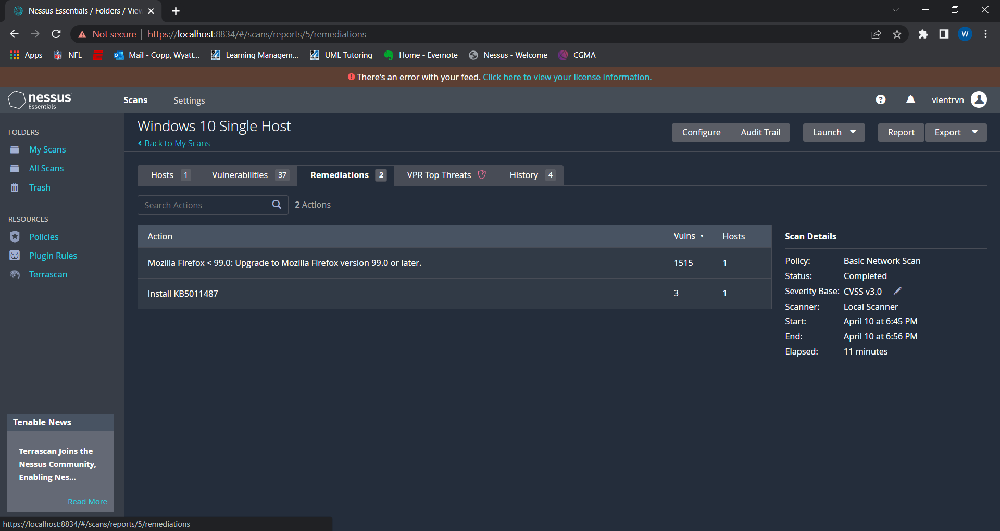 Nessus Essentials / Folders / View
Not secure | https://localhost:8834/#/scans/reports/5/remediations
W
Apps NFL Mail - Copp, Wyatt... Learning Managem... UML Tutoring Home - Evernote Nessus - Welcome CGMA
There's an error with your feed. Click here to view your license information.
nessus
Essentials
Scans Settings
vientrvn
FOLDERS
My Scans
All Scans
Trash
RESOURCES
Policies
Plugin Rules
Terrascan
Tenable News
Terrascan Joins the
Nessus Community,
Enabling Nes...
Read More
Windows 10 Single Host
Back to My Scans
Configure Audit Trail Launch Report Export
Hosts 1 Vulnerabilities 37 Remediations 2 VPR Top Threats History 4
Search Actions 2 Actions
Action Vulns Hosts
Mozilla Firefox < 99.0: Upgrade to Mozilla Firefox version 99.0 or later. 1515 1
Install KB5011487 3 1
Scan Details
Policy: Basic Network Scan
Status: Completed
Severity Base: CVSS v3.0
Scanner: Local Scanner
Start: April 10 at 6:45 PM
End: April 10 at 6:56 PM
Elapsed: 11 minutes
https://localhost:8834/#/scans/reports/5/remediations